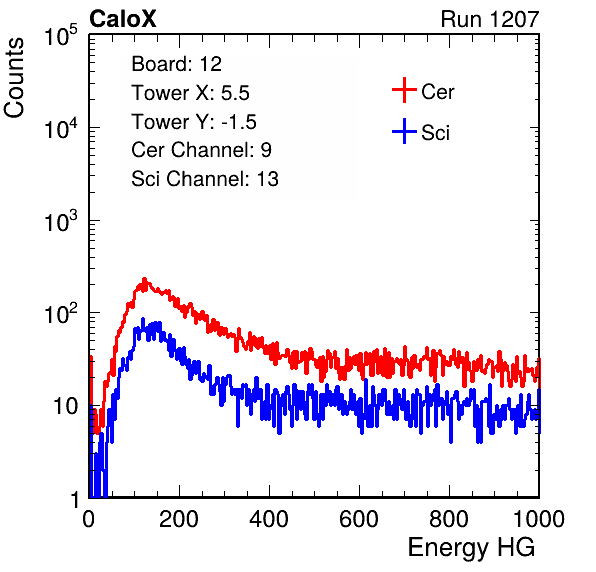 CaloX Run 1207
Counts
10^5
10^4
10^3
10^2
10
1
Board: 12
Tower X: 5.5
Tower Y: -1.5
Cer Channel: 9
Sci Channel: 13
Cer
Sci
0 200 400 600 800 1000
Energy HG